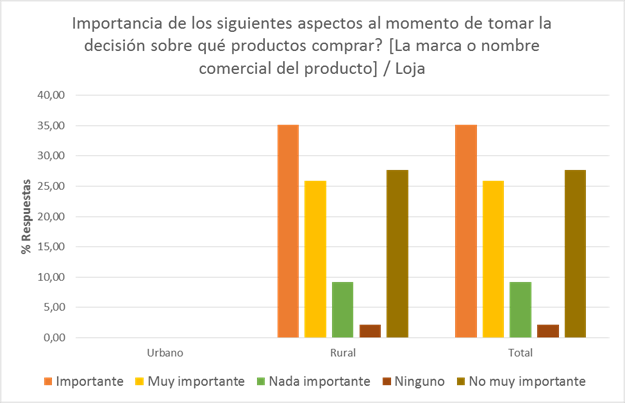 Importancia de los siguientes aspectos al momento de tomar la
decisión sobre qué productos comprar? [La marca o nombre
comercial del producto] / Loja
40,00
35,00
30,00
25,00
20,00
15,00
10,00
5,00
0,00
% Respuestas
Urbano Rural Total
Importante Muy importante Nada importante Ninguno No muy importante